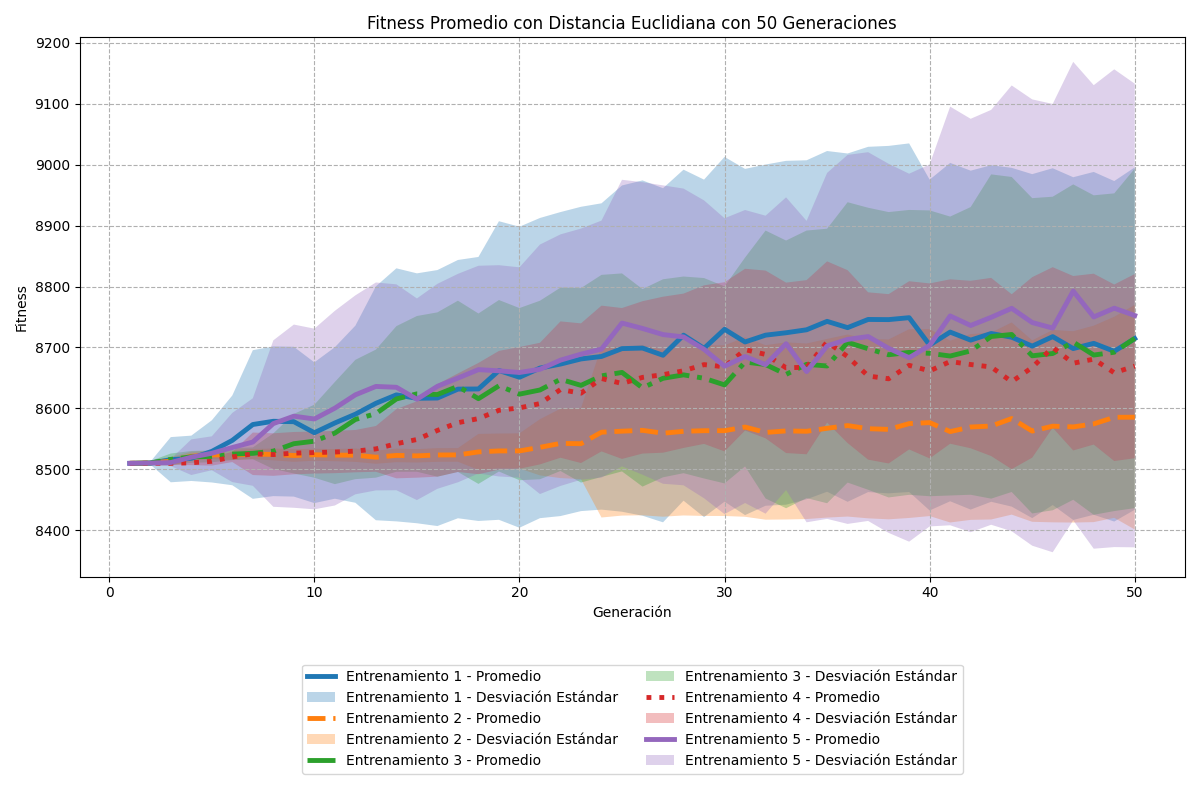 Fitness Promedio con Distancia Euclidiana con 50 Generaciones
9200
9100
9000
8900
8800
8700
8600
8500
8400
Fitness
0 10 20 30 40 50
Generación
Entrenamiento 1 - Promedio
Entrenamiento 1 - Desviación Estándar
Entrenamiento 2 - Promedio
Entrenamiento 2 - Desviación Estándar
Entrenamiento 3 - Promedio
Entrenamiento 3 - Desviación Estándar
Entrenamiento 4 - Promedio
Entrenamiento 4 - Desviación Estándar
Entrenamiento 5 - Promedio
Entrenamiento 5 - Desviación Estándar